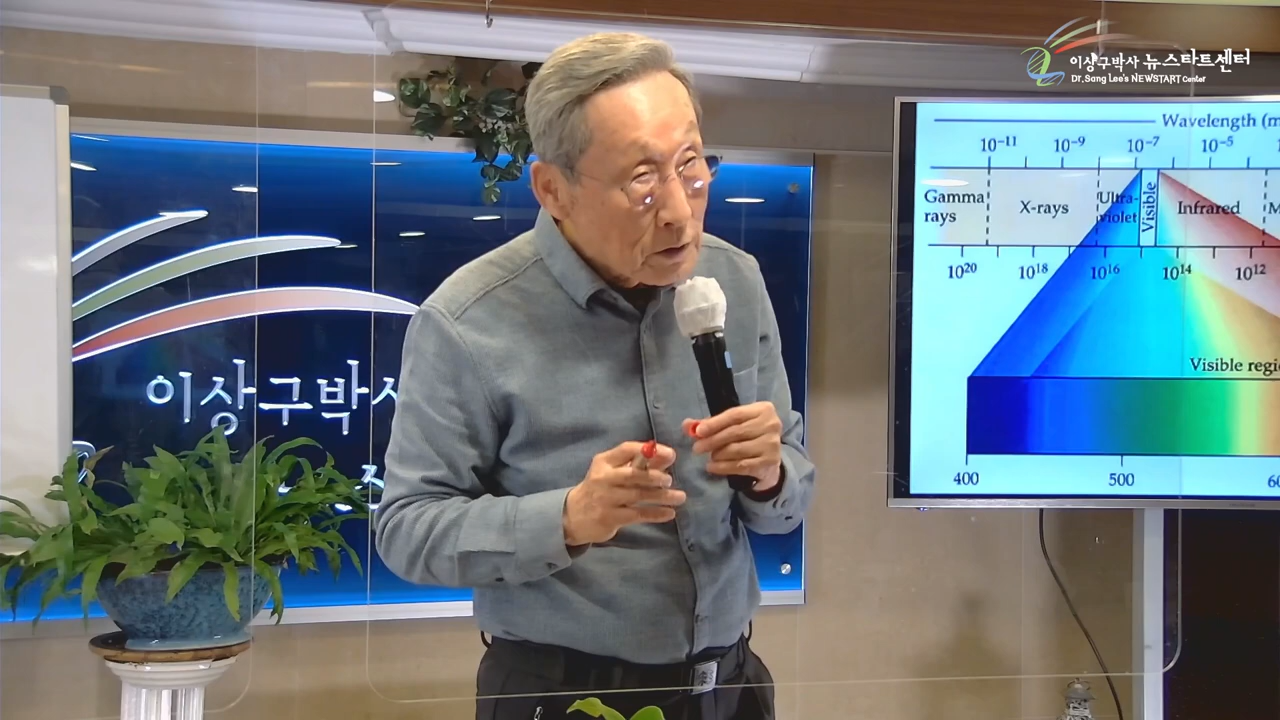 이상구박사 뉴스타트센터
Dr. Sang Lee's NEWSTART Center
이상구박사
Wavelength (m
10⁻¹¹ 10⁻⁹ 10⁻⁷ 10⁻⁵
Gamma rays
X-rays
Ultra-violet
Visible
Infrared
M
10²⁰ 10¹⁸ 10¹⁶ 10¹⁴ 10¹²
Visible regi
400 500 60